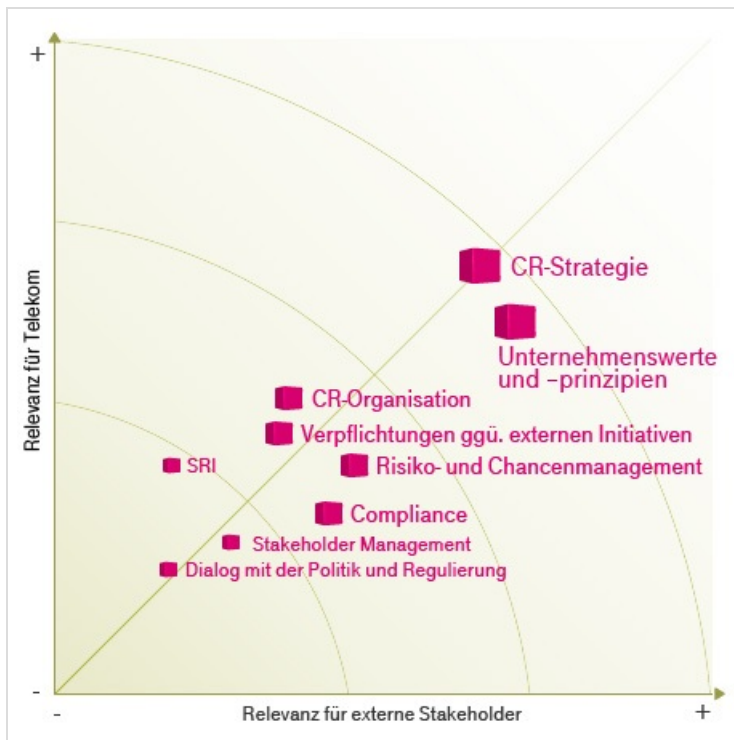 +
Relevanz für Telekom
CR-Strategie
Unternehmenswerte
und –prinzipien
CR-Organisation
Verpflichtungen ggü. externen Initiativen
SRI
Risiko- und Chancenmanagement
Compliance
Stakeholder Management
Dialog mit der Politik und Regulierung
-
-
Relevanz für externe Stakeholder
+